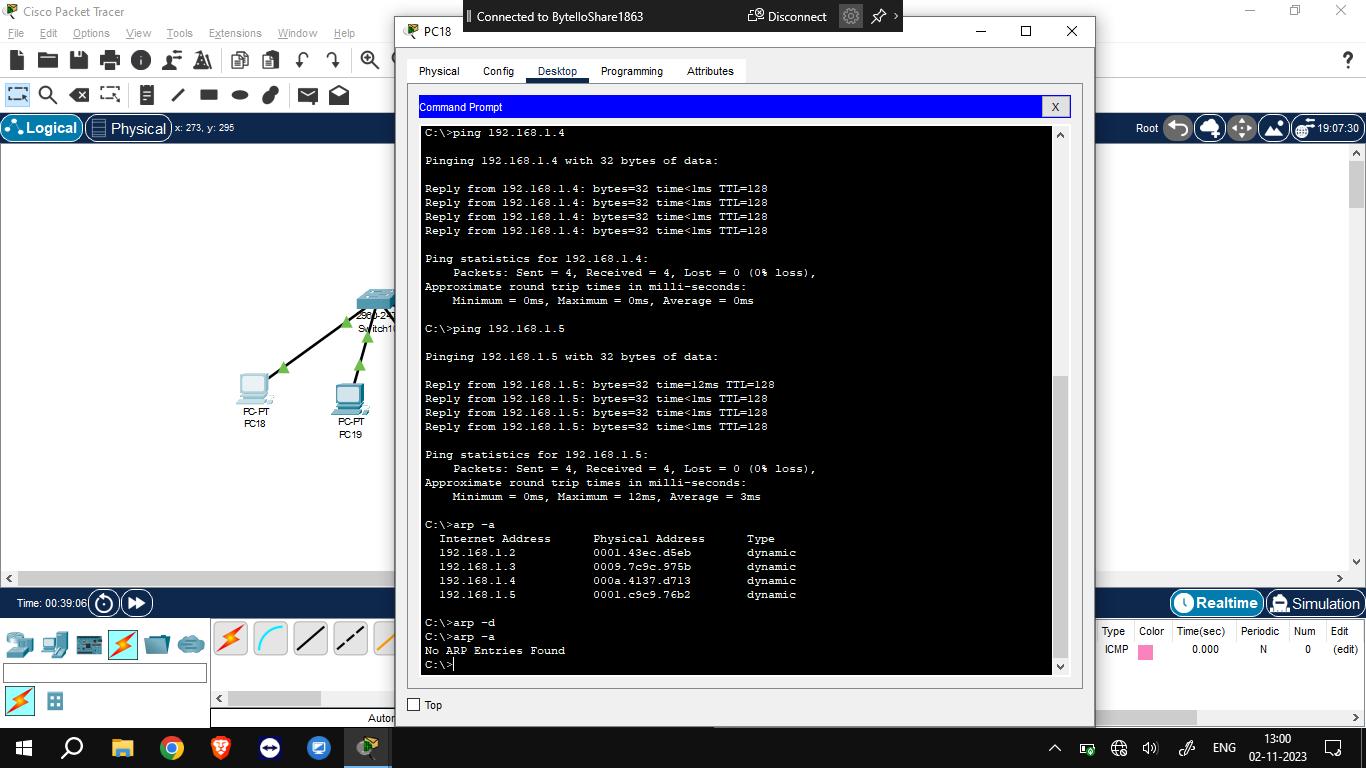 Cisco Packet Tracer
Connected to BytelloShare1863
Disconnect
File Edit Options View Tools Extensions Window Help
PC18
Physical Config Desktop Programming Attributes
Command Prompt
X
Logical Physical x: 273, y: 295
Root 19:07:30
C:\>ping 192.168.1.4
Pinging 192.168.1.4 with 32 bytes of data:
Reply from 192.168.1.4: bytes=32 time<1ms TTL=128
Reply from 192.168.1.4: bytes=32 time<1ms TTL=128
Reply from 192.168.1.4: bytes=32 time<1ms TTL=128
Reply from 192.168.1.4: bytes=32 time<1ms TTL=128
Ping statistics for 192.168.1.4:
Packets: Sent = 4, Received = 4, Lost = 0 (0% loss),
Approximate round trip times in milli-seconds:
Minimum = 0ms, Maximum = 0ms, Average = 0ms
C:\>ping 192.168.1.5
Pinging 192.168.1.5 with 32 bytes of data:
Reply from 192.168.1.5: bytes=32 time=12ms TTL=128
Reply from 192.168.1.5: bytes=32 time<1ms TTL=128
Reply from 192.168.1.5: bytes=32 time<1ms TTL=128
Reply from 192.168.1.5: bytes=32 time<1ms TTL=128
Ping statistics for 192.168.1.5:
Packets: Sent = 4, Received = 4, Lost = 0 (0% loss),
Approximate round trip times in milli-seconds:
Minimum = 0ms, Maximum = 12ms, Average = 3ms
C:\>arp -a
Internet Address Physical Address Type
192.168.1.2 0001.43ec.d5eb dynamic
192.168.1.3 0009.7c9c.975b dynamic
192.168.1.4 000a.4137.d713 dynamic
192.168.1.5 0001.c9c9.76b2 dynamic
C:\>arp -d
C:\>arp -a
No ARP Entries Found
C:\>
Top
2960-24
Switch1
PC-PT
PC18
PC-PT
PC19
Time: 00:39:06
Realtime Simulation
Type Color Time(sec) Periodic Num Edit
ICMP 0.000 N 0 (edit)
Auto
ENG
13:00
02-11-2023